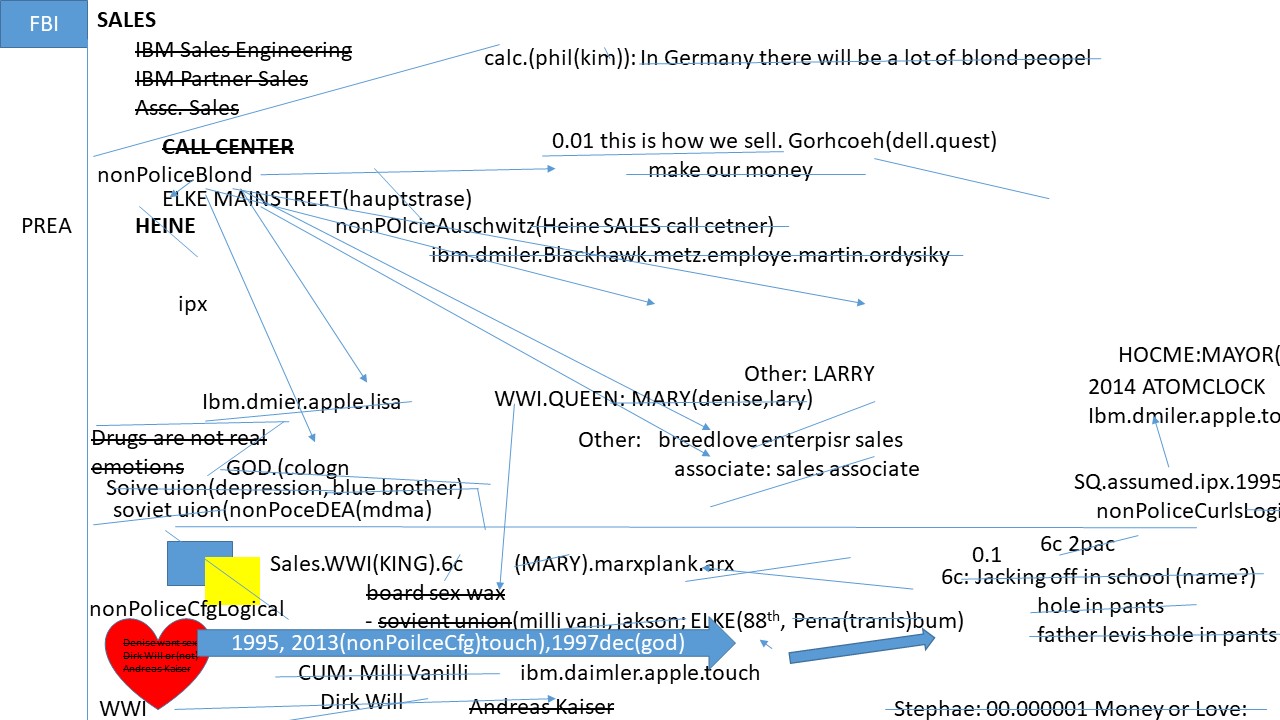 FBI
SALES
IBM Sales Engineering
IBM Partner Sales
Assc. Sales
calc.(phil(kim)): In Germany there will be a lot of blond peopel
CALL CENTER
0.01 this is how we sell. Gorhcoeh(dell.quest)
make our money
nonPoliceBlond
ELKE MAINSTREET(hauptstrase)
PREA
HEINE
nonPOlcieAuschwitz(Heine SALES call cetner)
ibm.dmiler.Blackhawk.metz.employe.martin.ordysiky
ipx
HOCME:MAYOR(
Other: LARRY
2014 ATOMCLOCK
Ibm.dmier.apple.lisa
WWI.QUEEN: MARY(denise,lary)
Ibm.dmiler.apple.to
Drugs are not real
emotions
Other: breedlove enterpisr sales
associate: sales associate
GOD.(cologn
Soive uion(depression, blue brother)
soviet uion(nonPoceDEA(mdma)
SQ.assumed.ipx.1995
nonPoliceCurlsLogi
6c 2pac
0.1
Sales.WWI(KING).6c
(MARY).marxplank.arx
6c: Jacking off in school (name?)
board sex wax
hole in pants
nonPoliceCfgLogical
- sovient union(milli vani, jakson; ELKE(88th, Pena(tranls)bum)
father levis hole in pants
Denise want sex
Dirk Will or(not)
Andreas Kaiser
1995, 2013(nonPoilceCfg)touch),1997dec(god)
CUM: Milli Vanilli
ibm.daimler.apple.touch
Dirk Will
WWI
Andreas Kaiser
Stephae: 00.000001 Money or Love: